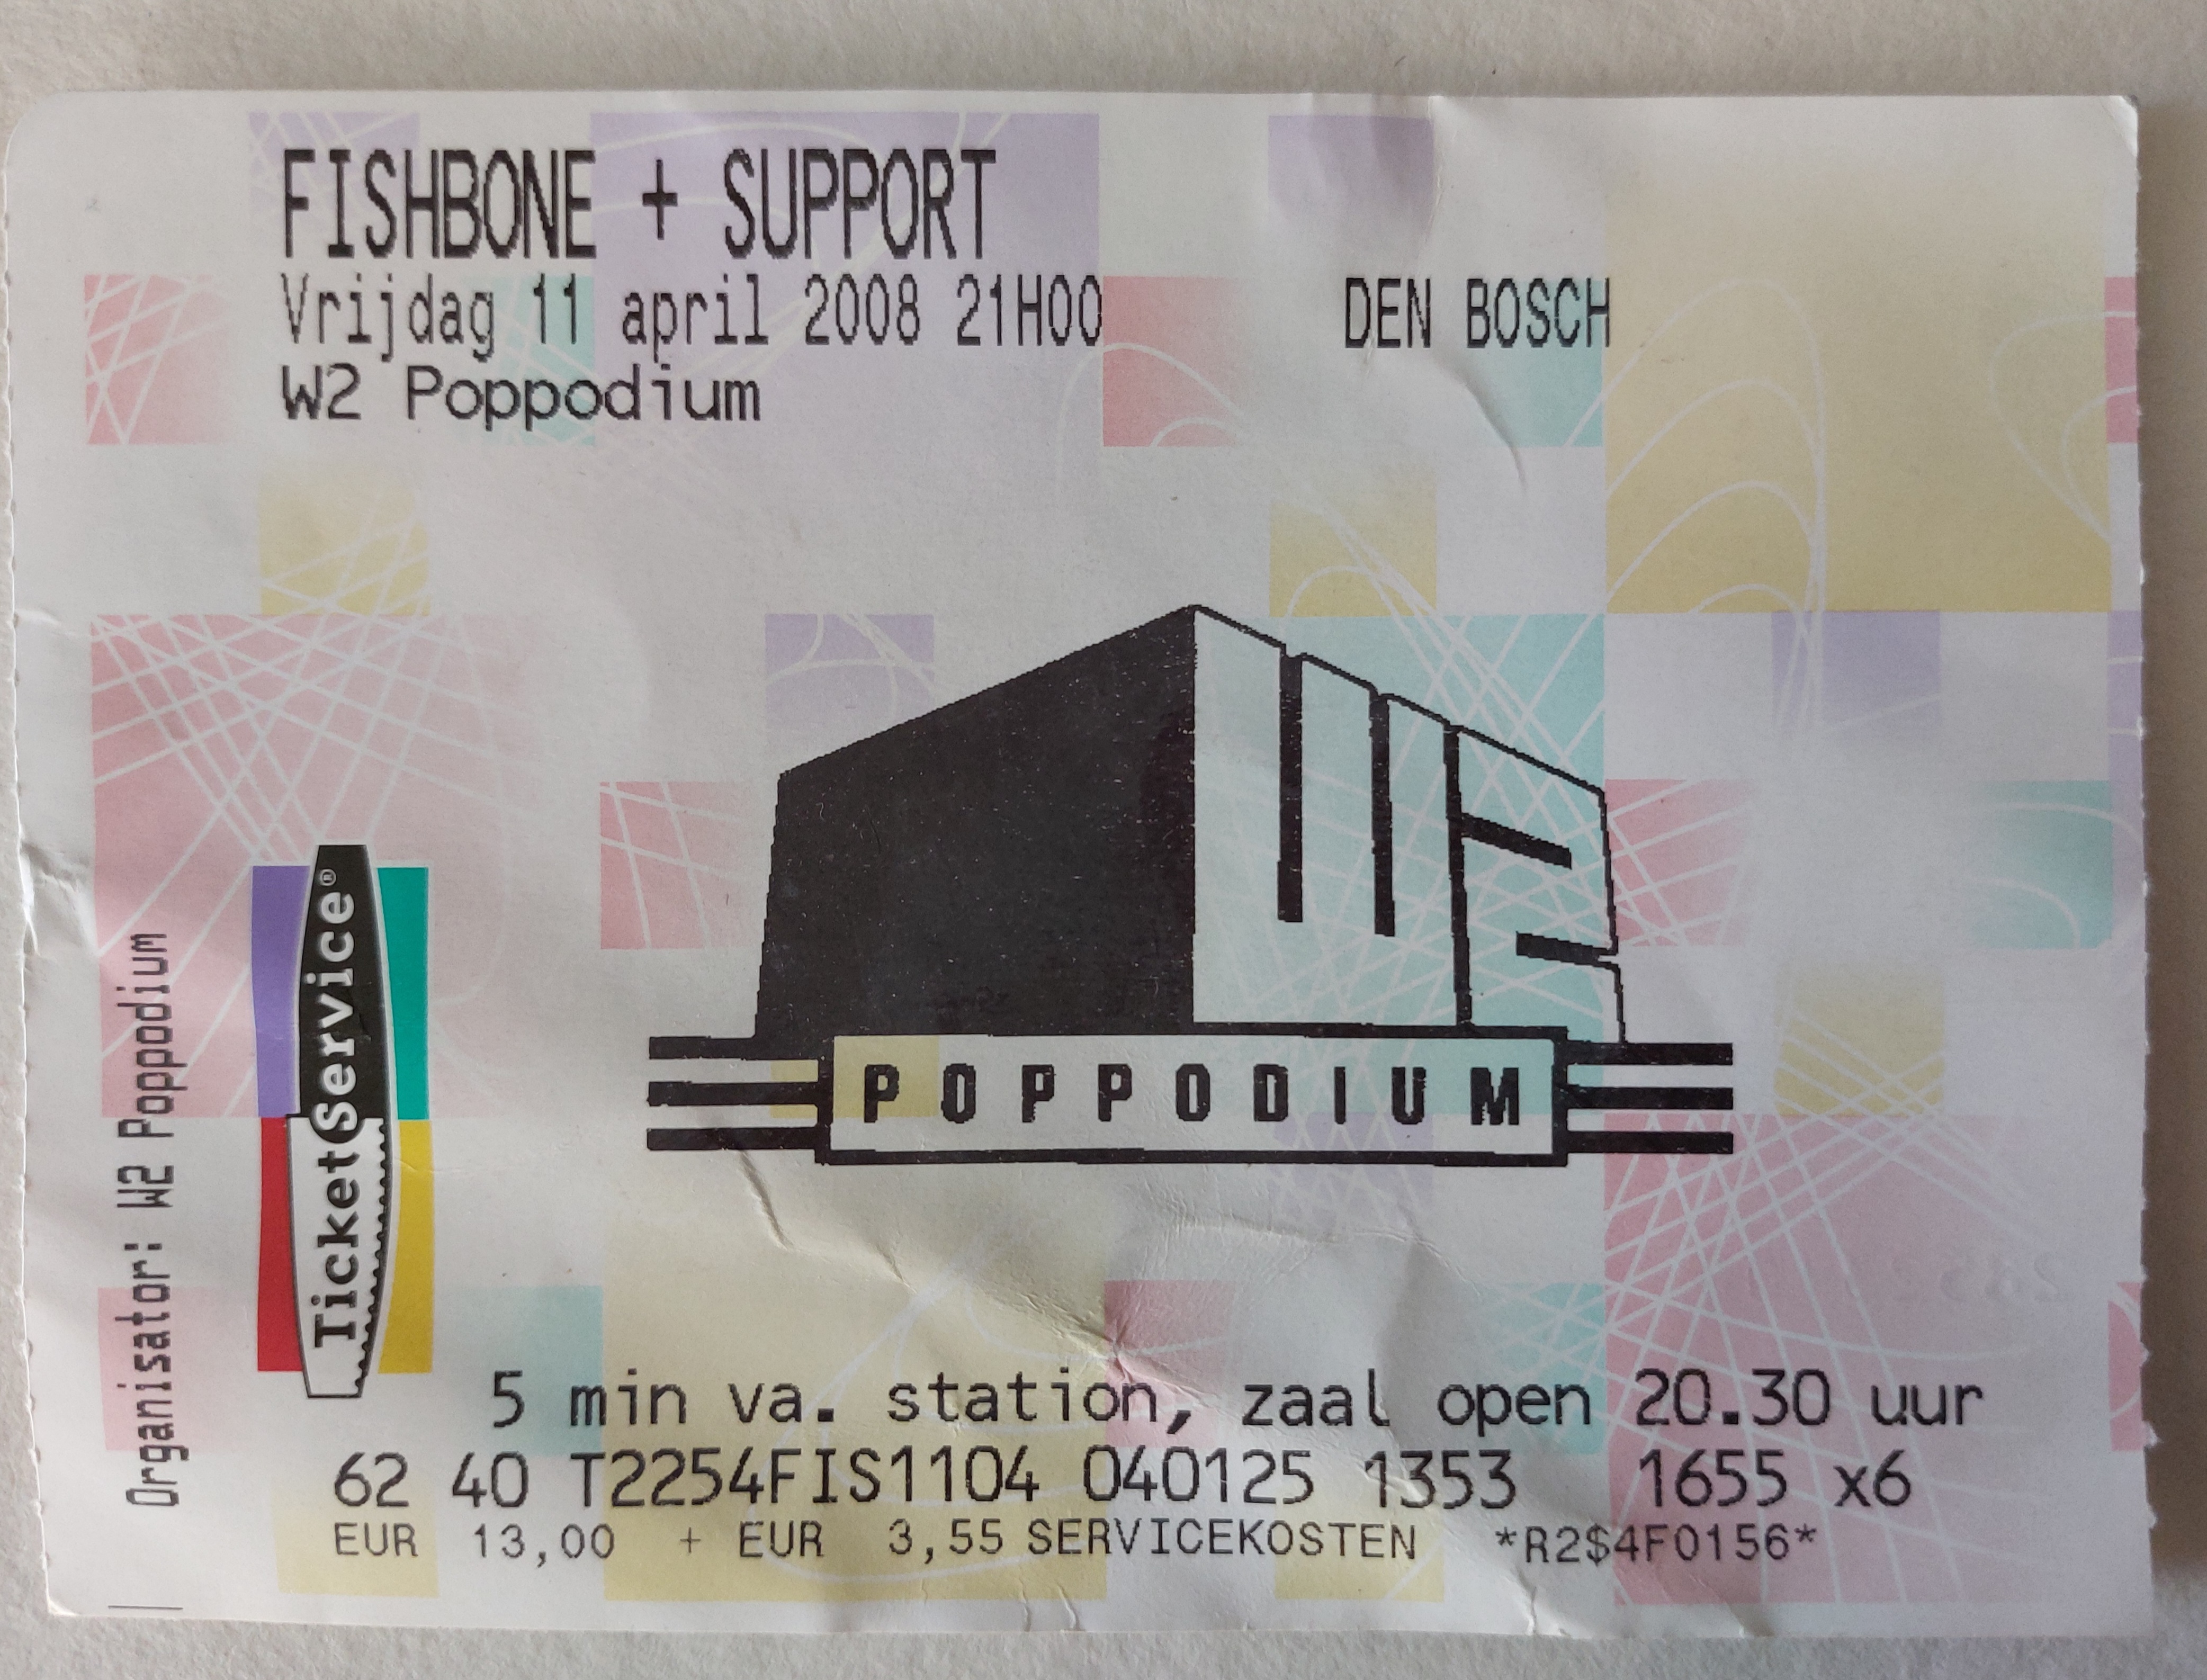 FISHBONE + SUPPORT
Vrijdag 11 april 2008 21H00 DEN BOSCH
W2 Poppodium
W2
POPPODIUM
Organisator: W2 Poppodium
TicketService®
5 min va. station, zaal open 20.30 uur
62 40 T2254FIS1104 040125 1353 1655 x6
EUR 13,00 + EUR 3,55 SERVICEKOSTEN *R2$4F0156*